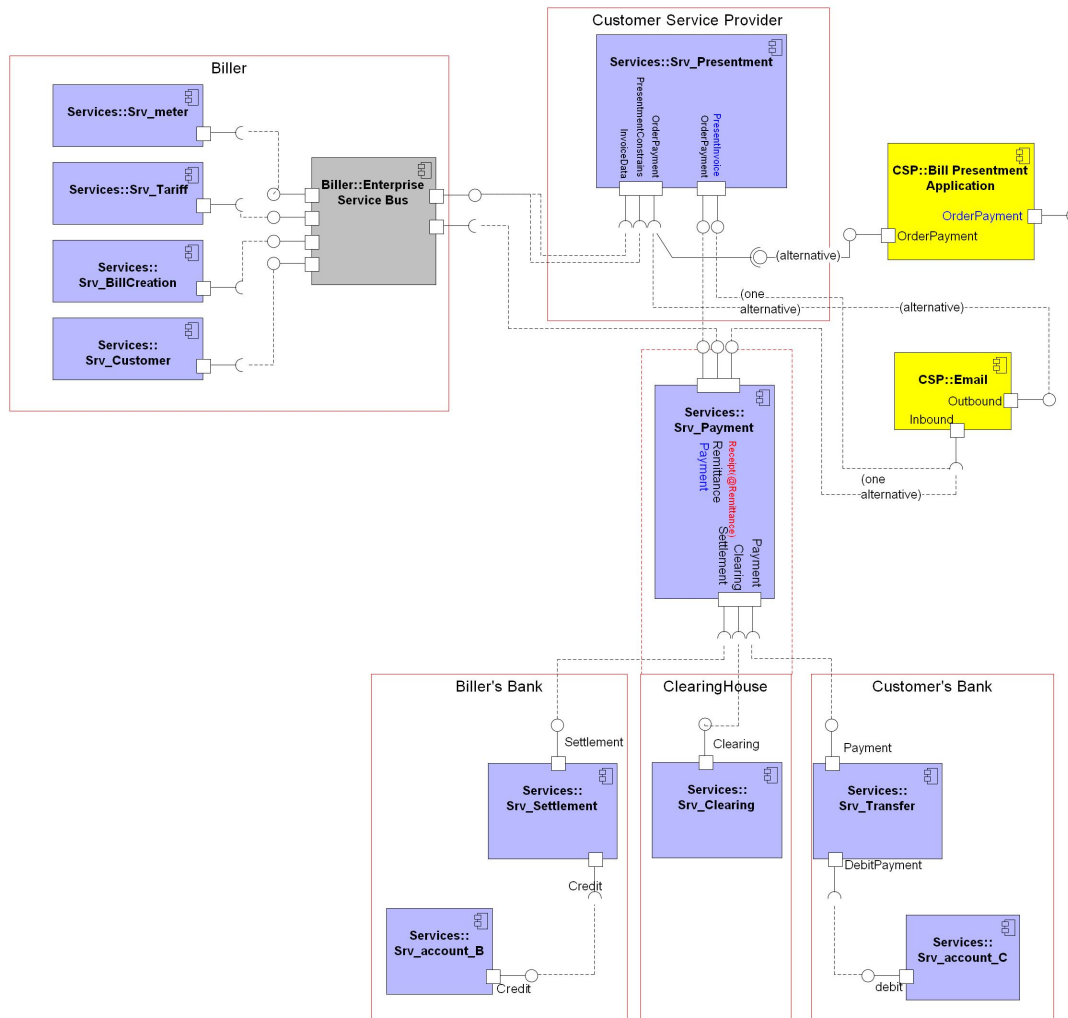 Customer Service Provider
Services::Srv_Presentment
InvoiceData
PresentmentConstrains
OrderPayment
OrderPayment
PresentInvoice
Biller
Services::Srv_meter
Services::Srv_Tariff
Services::
Srv_BillCreation
Services::
Srv_Customer
Biller::Enterprise
Service Bus
CSP::Bill Presentment
Application
OrderPayment
OrderPayment
(alternative)
(one
alternative)
(alternative)
CSP::Email
Outbound
Inbound
(one
alternative)
Services::
Srv_Payment
Payment
Remittance
Receipt(@Remittance)
Settlement
Clearing
Payment
Biller's Bank
Settlement
Services::
Srv_Settlement
Credit
Services::
Srv_account_B
Credit
ClearingHouse
Clearing
Services::
Srv_Clearing
Customer's Bank
Payment
Services::
Srv_Transfer
DebitPayment
Services::
Srv_account_C
debit